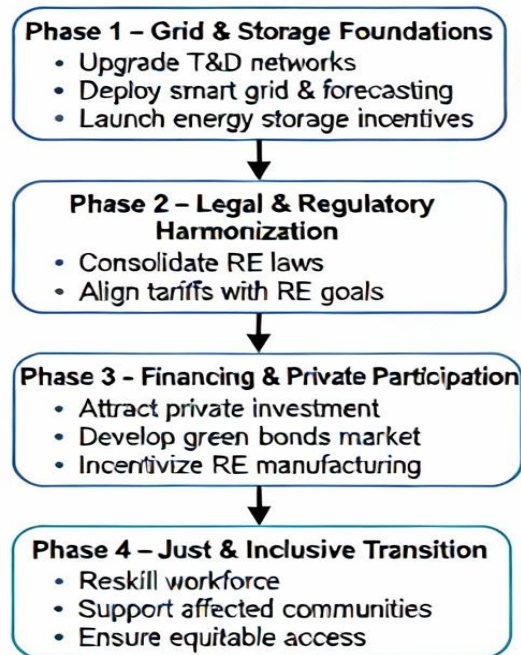 Phase 1 – Grid & Storage Foundations
• Upgrade T&D networks
• Deploy smart grid & forecasting
• Launch energy storage incentives
Phase 2 – Legal & Regulatory
Harmonization
• Consolidate RE laws
• Align tariffs with RE goals
Phase 3 – Financing & Private Participation
• Attract private investment
• Develop green bonds market
• Incentivize RE manufacturing
Phase 4 – Just & Inclusive Transition
• Reskill workforce
• Support affected communities
• Ensure equitable access